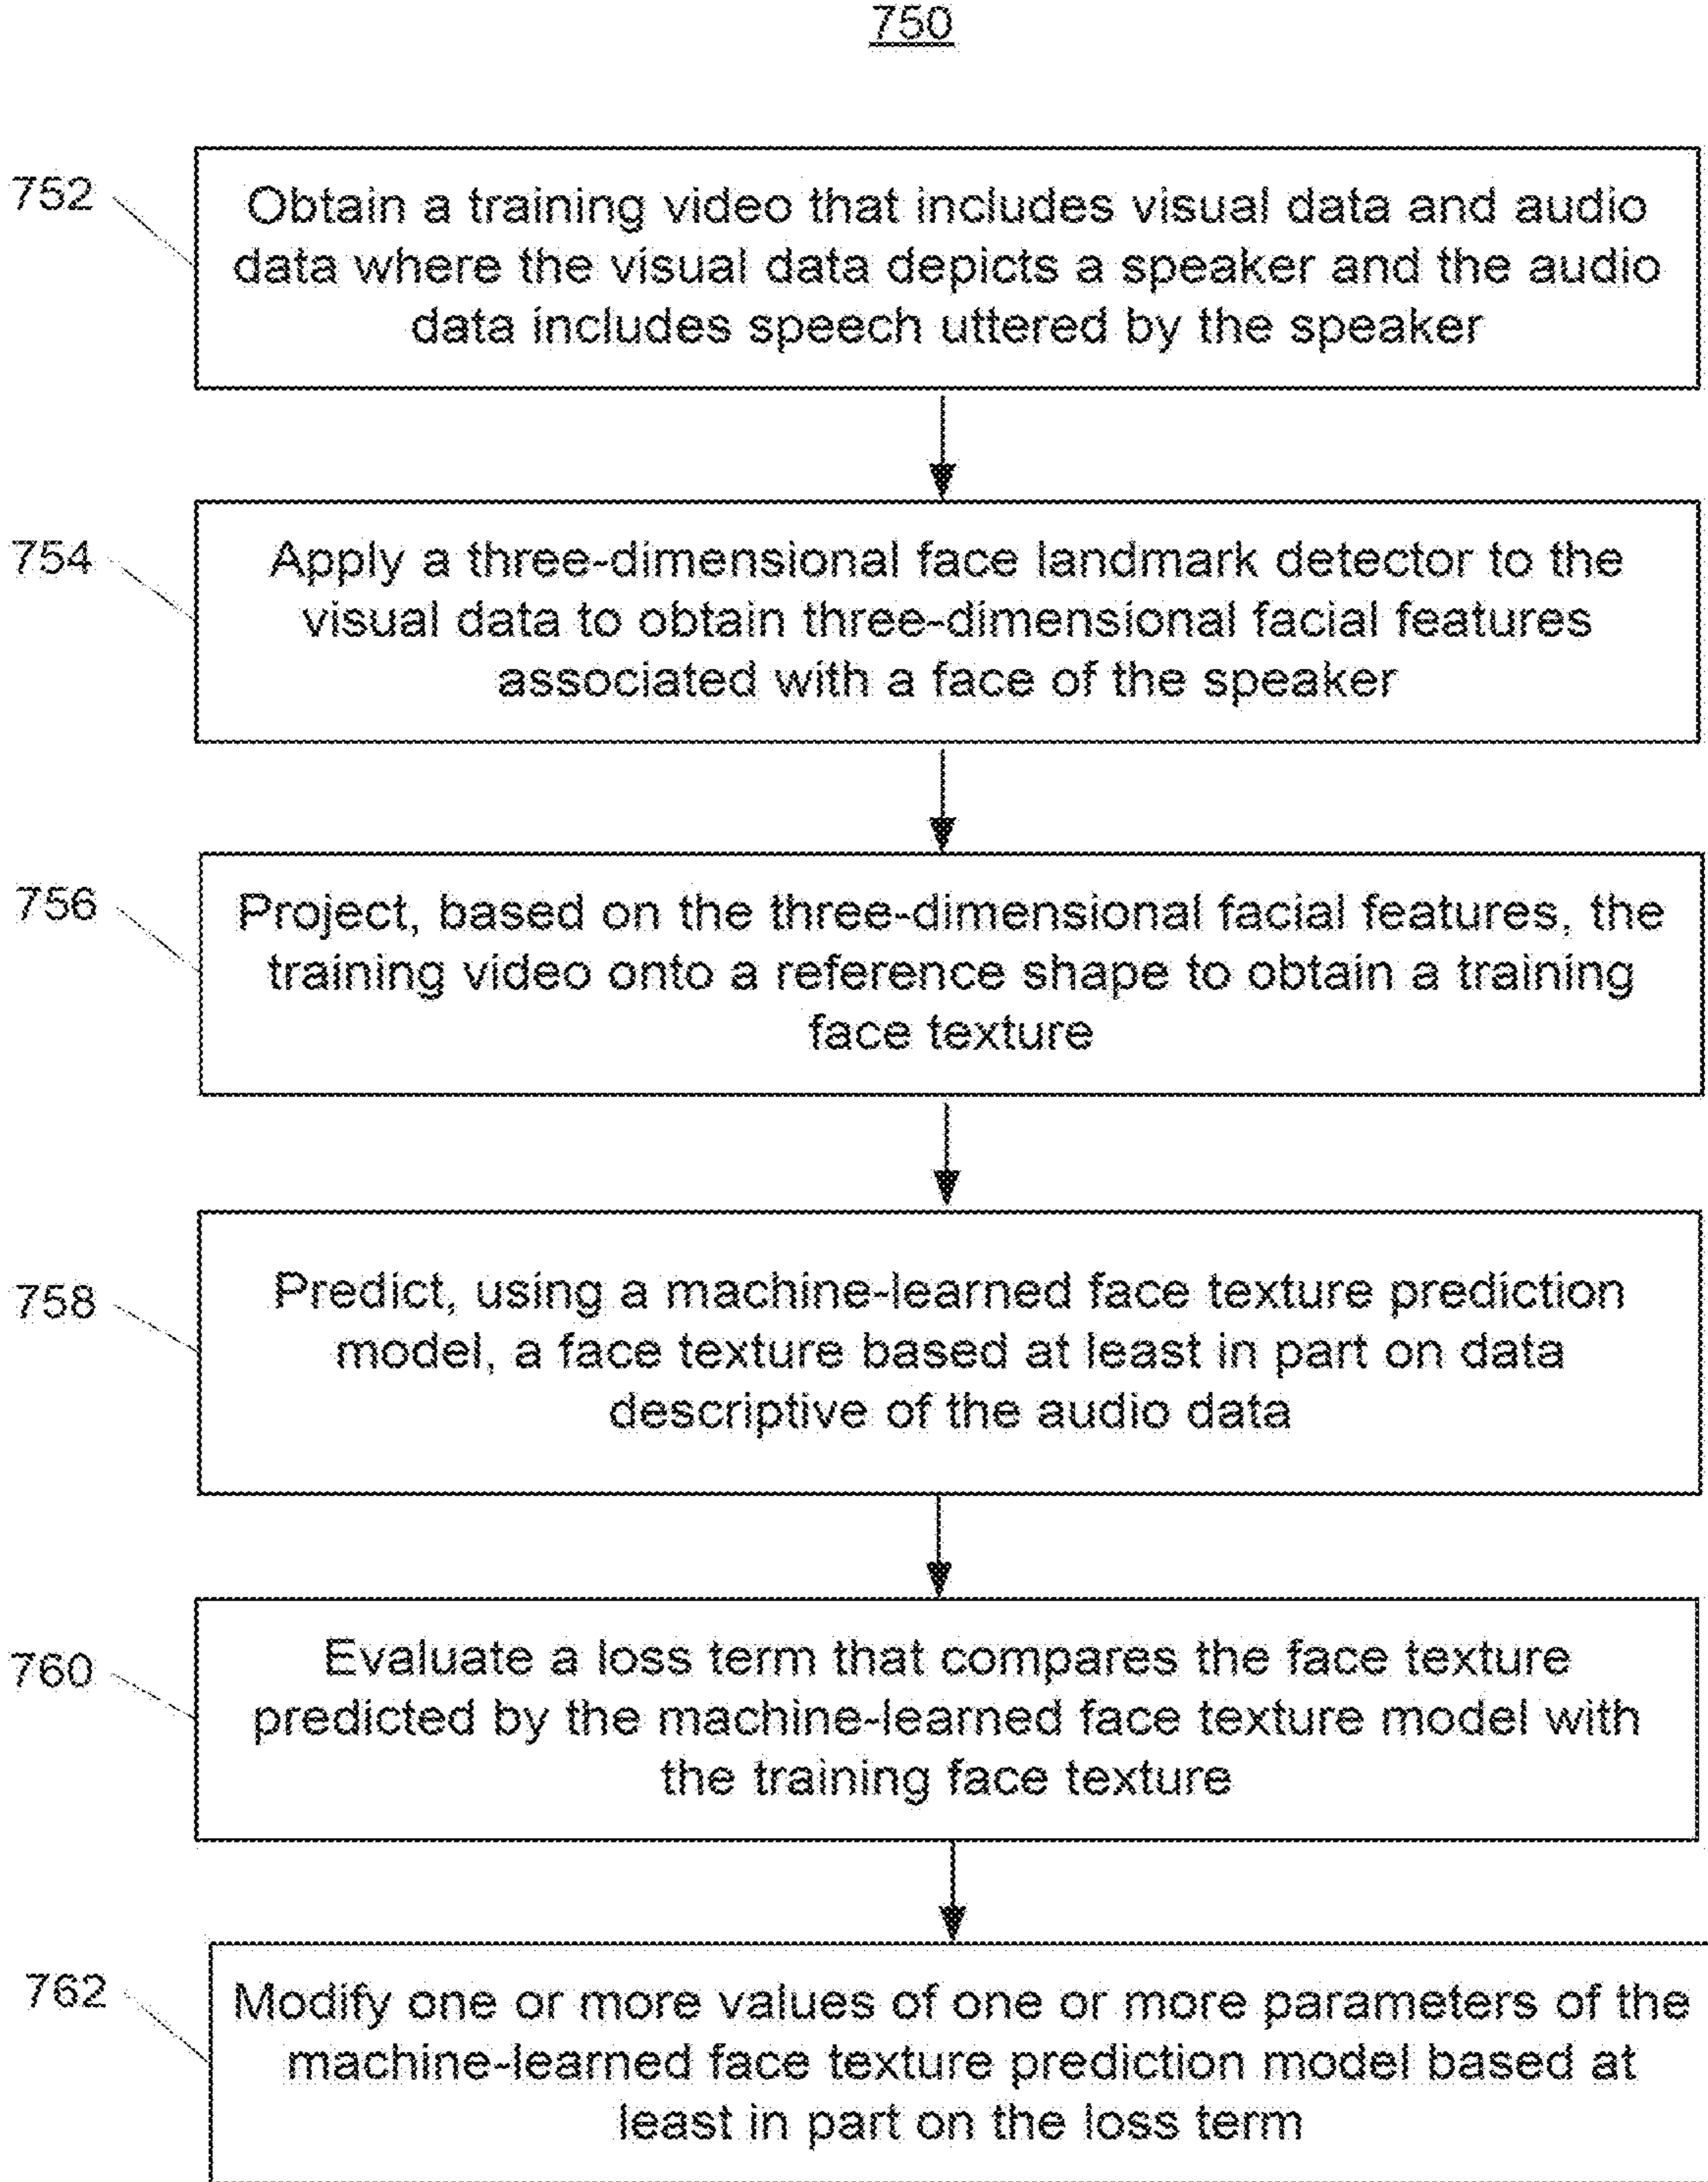 750
752
Obtain a training video that includes visual data and audio
data where the visual data depicts a speaker and the audio
data includes speech uttered by the speaker
754
Apply a three-dimensional face landmark detector to the
visual data to obtain three-dimensional facial features
associated with a face of the speaker
756
Project, based on the three-dimensional facial features, the
training video onto a reference shape to obtain a training
face texture
758
Predict, using a machine-learned face texture prediction
model, a face texture based at least in part on data
descriptive of the audio data
760
Evaluate a loss term that compares the face texture
predicted by the machine-learned face texture model with
the training face texture
762
Modify one or more values of one or more parameters of the
machine-learned face texture prediction model based at
least in part on the loss term